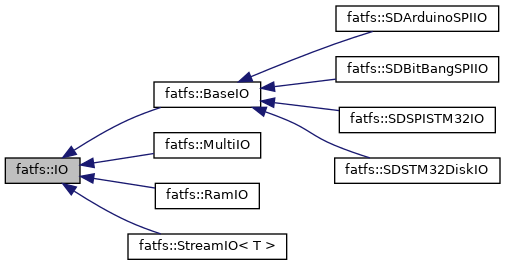 fatfs::SDArduinoSPIIO
fatfs::SDBitBangSPIIO
fatfs::BaseIO
fatfs::SDSPISTM32IO
fatfs::MultiIO
fatfs::IO
fatfs::SDSTM32DiskIO
fatfs::RamIO
fatfs::StreamIO< T >